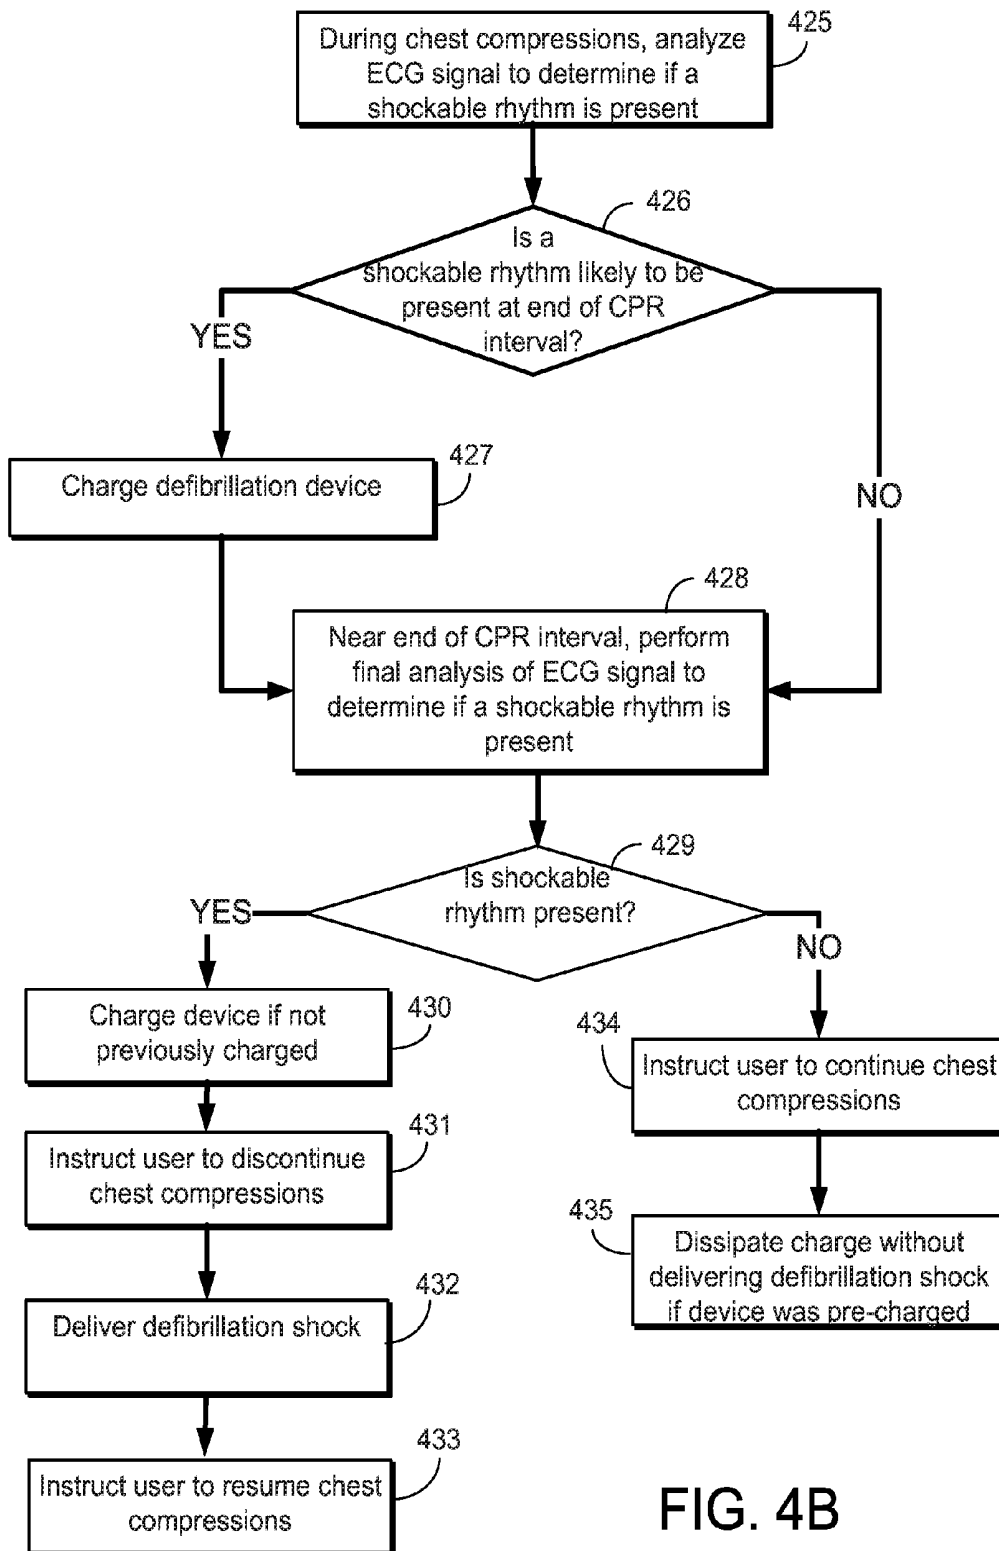 425
During chest compressions, analyze
ECG signal to determine if a
shockable rhythm is present
426
Is a
shockable rhythm likely to be
present at end of CPR
interval?
YES
NO
427
Charge defibrillation device
428
Near end of CPR interval, perform
final analysis of ECG signal to
determine if a shockable rhythm is
present
429
Is shockable
rhythm present?
YES
NO
430
Charge device if not
previously charged
431
Instruct user to discontinue
chest compressions
432
Deliver defibrillation shock
433
Instruct user to resume chest
compressions
434
Instruct user to continue chest
compressions
435
Dissipate charge without
delivering defibrillation shock
if device was pre-charged
FIG. 4B